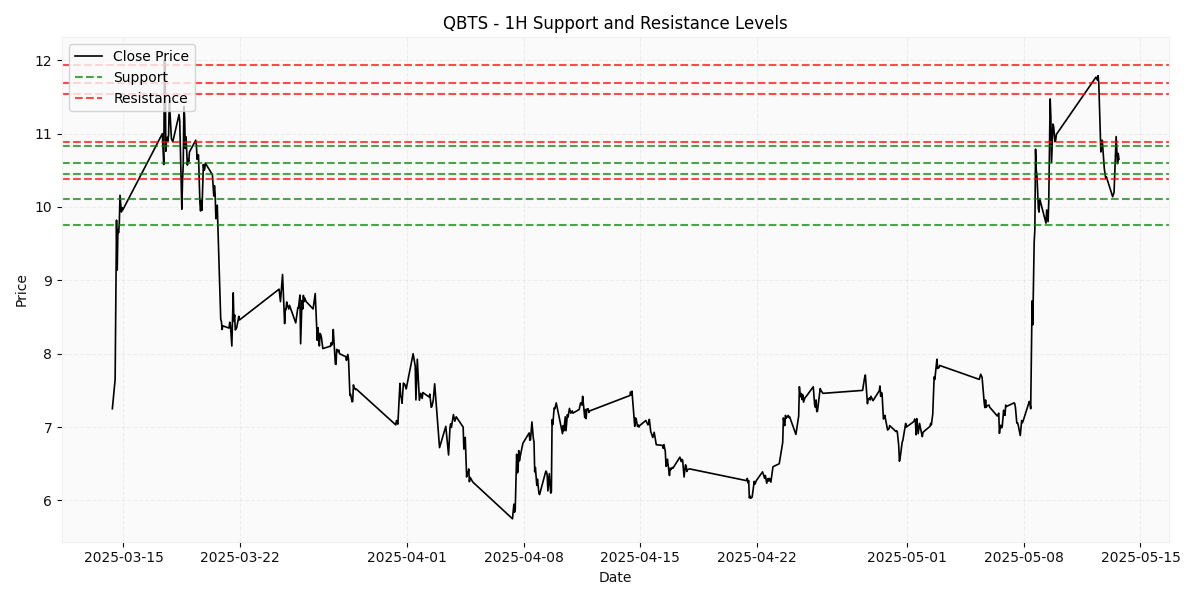 QBTS - 1H Support and Resistance Levels
Close Price
Support
Resistance
12
11
10
9
8
7
6
Price
2025-03-15 2025-03-22 2025-04-01 2025-04-08 2025-04-15 2025-04-22 2025-05-01 2025-05-08 2025-05-15
Date